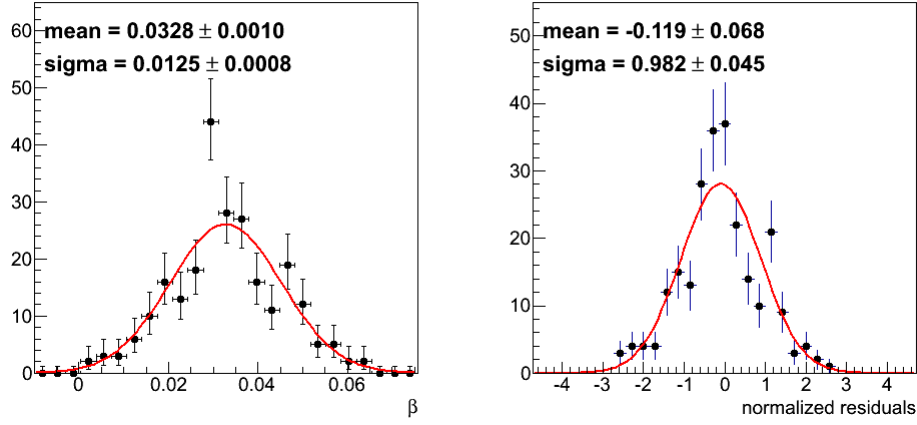 mean = 0.0328 ± 0.0010
sigma = 0.0125 ± 0.0008
60
50
40
30
20
10
0
0 0.02 0.04 0.06
β
mean = -0.119 ± 0.068
sigma = 0.982 ± 0.045
50
40
30
20
10
0
-4 -3 -2 -1 0 1 2 3 4
normalized residuals